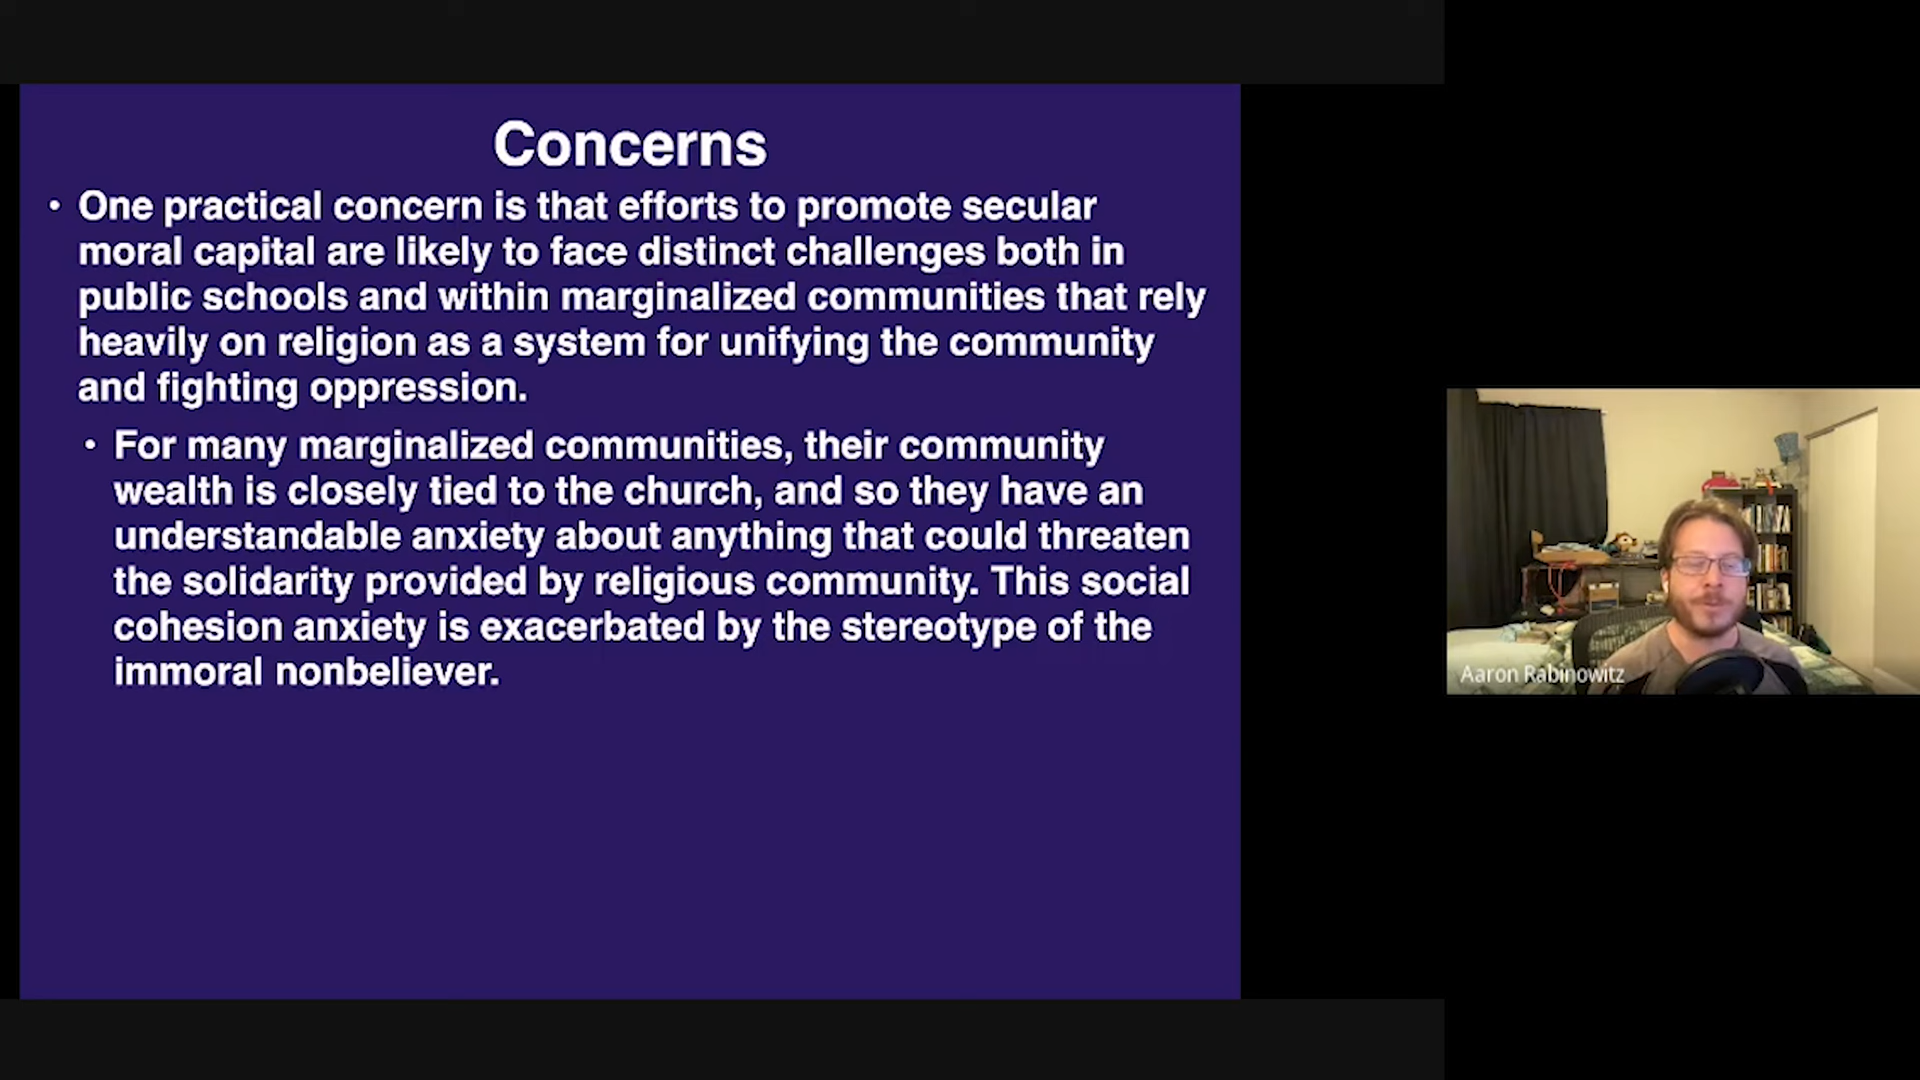 Concerns
• One practical concern is that efforts to promote secular
moral capital are likely to face distinct challenges both in
public schools and within marginalized communities that rely
heavily on religion as a system for unifying the community
and fighting oppression.
• For many marginalized communities, their community
wealth is closely tied to the church, and so they have an
understandable anxiety about anything that could threaten
the solidarity provided by religious community. This social
cohesion anxiety is exacerbated by the stereotype of the
immoral nonbeliever.
Aaron Rabinowitz